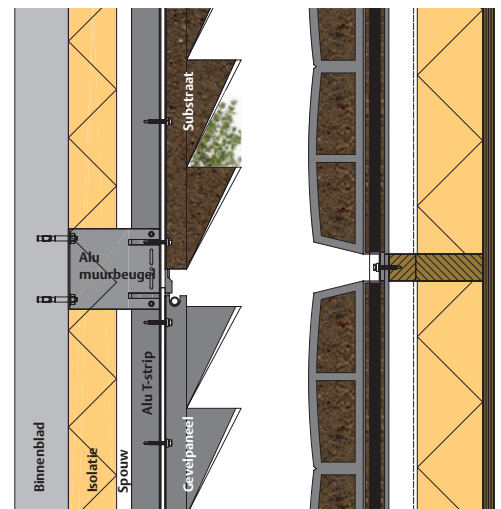 Substraat
Alu
muurbeugel
Binnenblad
Isolatie
Spouw
Alu T-strip
Gevelpaneel